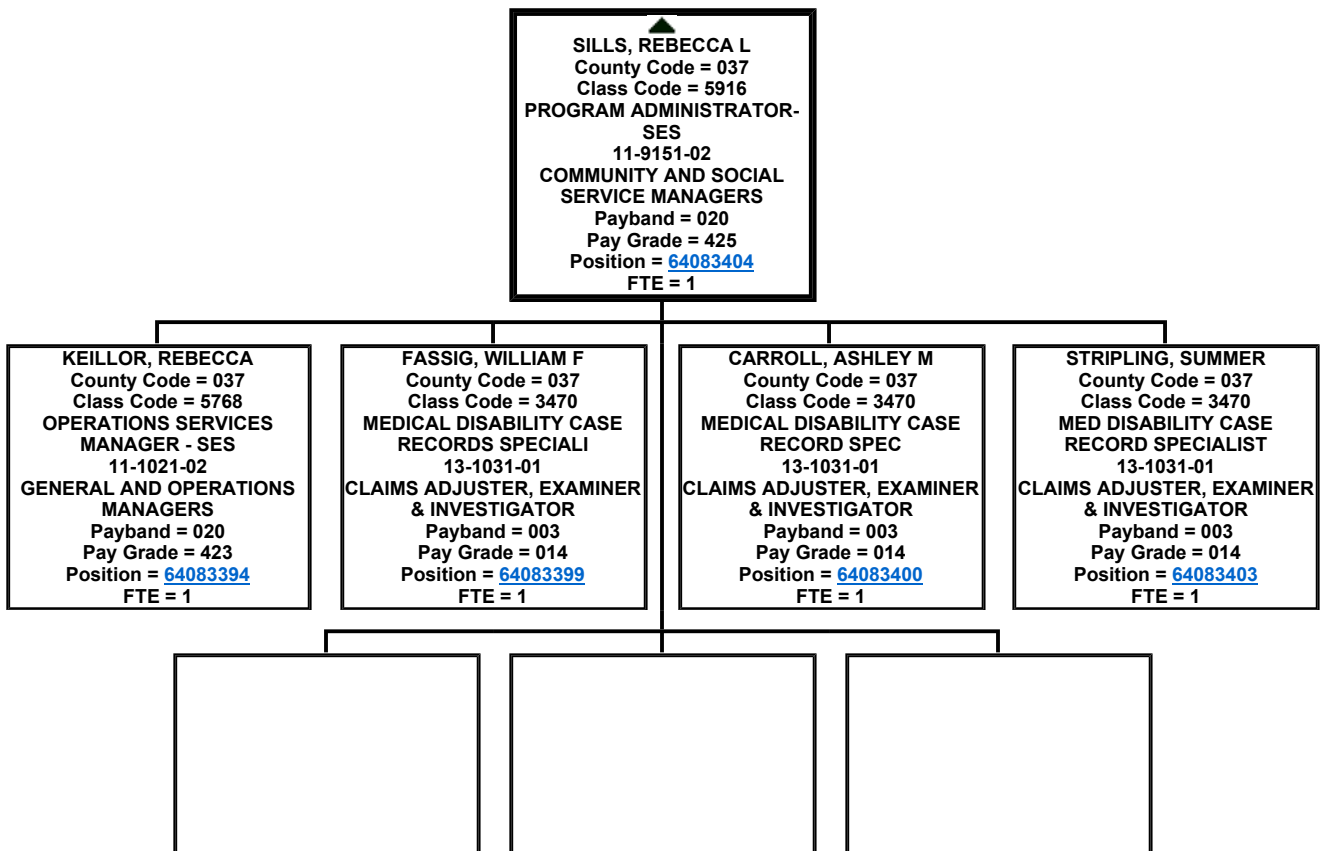 SILLS, REBECCA L
County Code = 037
Class Code = 5916
PROGRAM ADMINISTRATOR-
SES
11-9151-02
COMMUNITY AND SOCIAL
SERVICE MANAGERS
Payband = 020
Pay Grade = 425
Position = 64083404
FTE = 1
KEILLOR, REBECCA
County Code = 037
Class Code = 5768
OPERATIONS SERVICES
MANAGER - SES
11-1021-02
GENERAL AND OPERATIONS
MANAGERS
Payband = 020
Pay Grade = 423
Position = 64083394
FTE = 1
FASSIG, WILLIAM F
County Code = 037
Class Code = 3470
MEDICAL DISABILITY CASE
RECORDS SPECIALI
13-1031-01
CLAIMS ADJUSTER, EXAMINER
& INVESTIGATOR
Payband = 003
Pay Grade = 014
Position = 64083399
FTE = 1
CARROLL, ASHLEY M
County Code = 037
Class Code = 3470
MEDICAL DISABILITY CASE
RECORD SPEC
13-1031-01
CLAIMS ADJUSTER, EXAMINER
& INVESTIGATOR
Payband = 003
Pay Grade = 014
Position = 64083400
FTE = 1
STRIPLING, SUMMER
County Code = 037
Class Code = 3470
MED DISABILITY CASE
RECORD SPECIALIST
13-1031-01
CLAIMS ADJUSTER, EXAMINER
& INVESTIGATOR
Payband = 003
Pay Grade = 014
Position = 64083403
FTE = 1